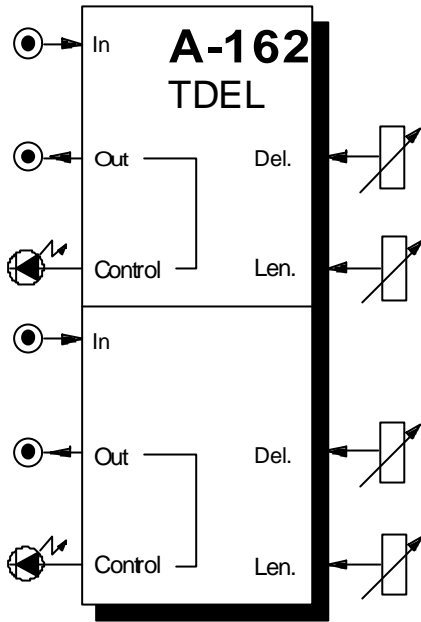 In A-162
TDEL
Out Del.
Control Len.
In
Out Del.
Control Len.